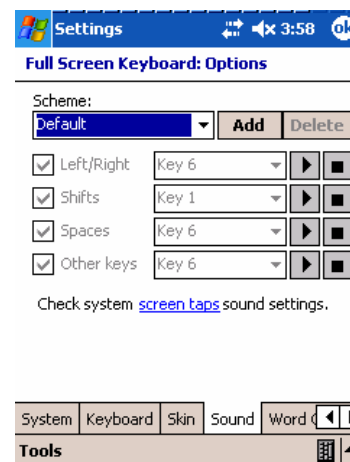 Settings 3:58 ok
Full Screen Keyboard: Options
Scheme:
Default Add Delete
Left/Right Key 6
Shifts Key 1
Spaces Key 6
Other keys Key 6
Check system screen taps sound settings.
System Keyboard Skin Sound Word
Tools